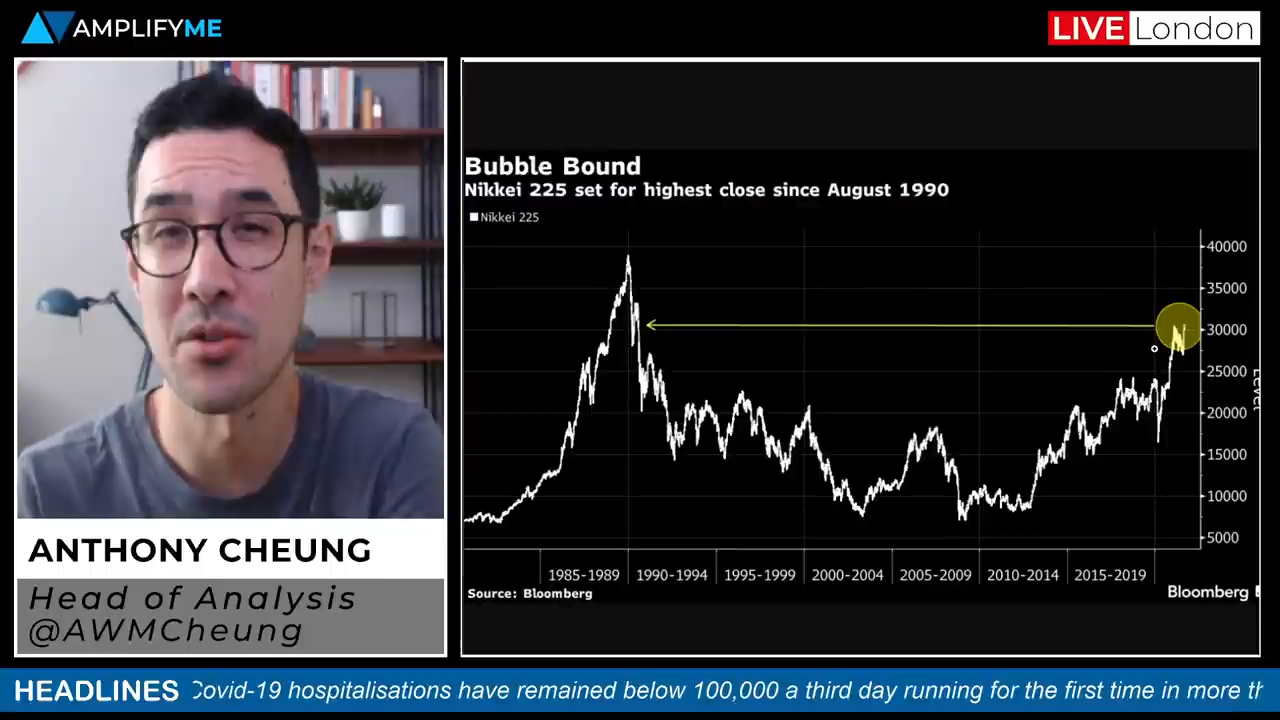 AMPLIFYME
LIVE London
Bubble Bound
Nikkei 225 set for highest close since August 1990
Nikkei 225
40000
35000
30000
25000
20000
15000
10000
5000
1985-1989 1990-1994 1995-1999 2000-2004 2005-2009 2010-2014 2015-2019
Source: Bloomberg
Bloomberg
ANTHONY CHEUNG
Head of Analysis
@AWMCheung
HEADLINES Covid-19 hospitalisations have remained below 100,000 a third day running for the first time in more